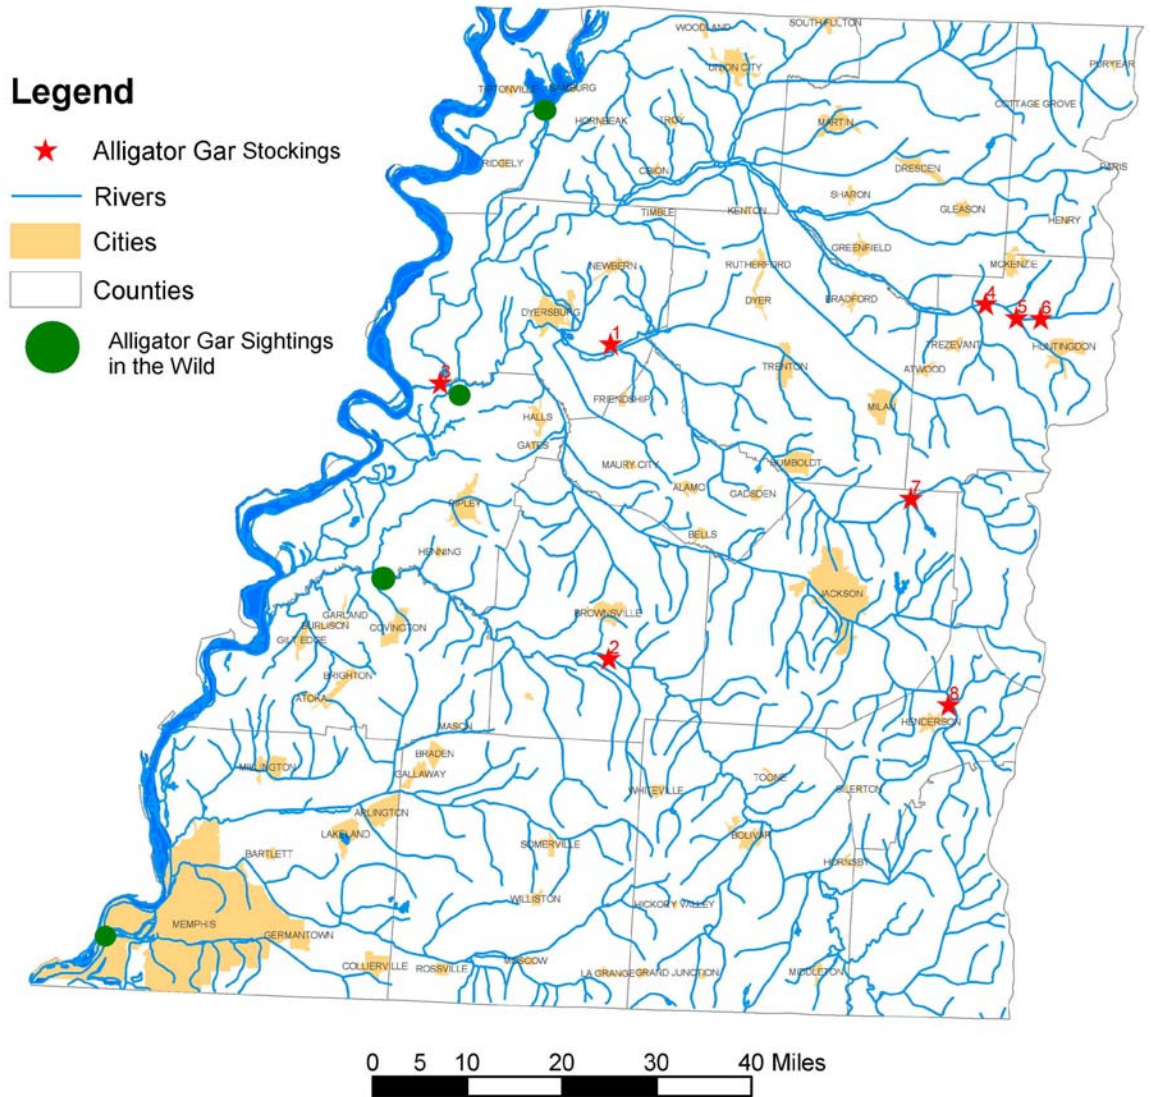 Legend
Alligator Gar Stockings
Rivers
Cities
Counties
Alligator Gar Sightings
in the Wild
WOODLAND
SOUTH FULTON
UNION CITY
PURYEAR
TIPTONVILLE
SAMBURG
COTTAGE GROVE
HORNBEAK
TROY
MARTIN
RIDGELY
OBION
DRESDEN
PARIS
SHARON
TIMBLE
KENTON
GLEASON
HENRY
GREENFIELD
NEWBERN
RUTHERFORD
MCKENZIE
DYERSBURG
DYER
BRADFORD
4
5
6
1
TREZEVANT
HUNTINGDON
3
TRENTON
ATWOOD
FRIENDSHIP
HALLS
MILAN
GATES
MAURY CITY
HUMBOLDT
ALAMO
GADSDEN
7
RIPLEY
BELLS
HENNING
JACKSON
GARLAND
BURLISON
COVINGTON
BROWNSVILLE
GILT EDGE
2
BRIGHTON
ATOKA
8
MASON
HENDERSON
BRADEN
MILLINGTON
GALLAWAY
TOONE
WHITEVILLE
SILERTON
ARLINGTON
LAKELAND
BOLIVAR
SOMERVILLE
BARTLETT
HORNSBY
WILLISTON
HICKORY VALLEY
MEMPHIS
GERMANTOWN
MOSCOW
COLLIERVILLE
ROSSVILLE
LA GRANGE
GRAND JUNCTION
MIDDLETON
0 5 10 20 30 40 Miles